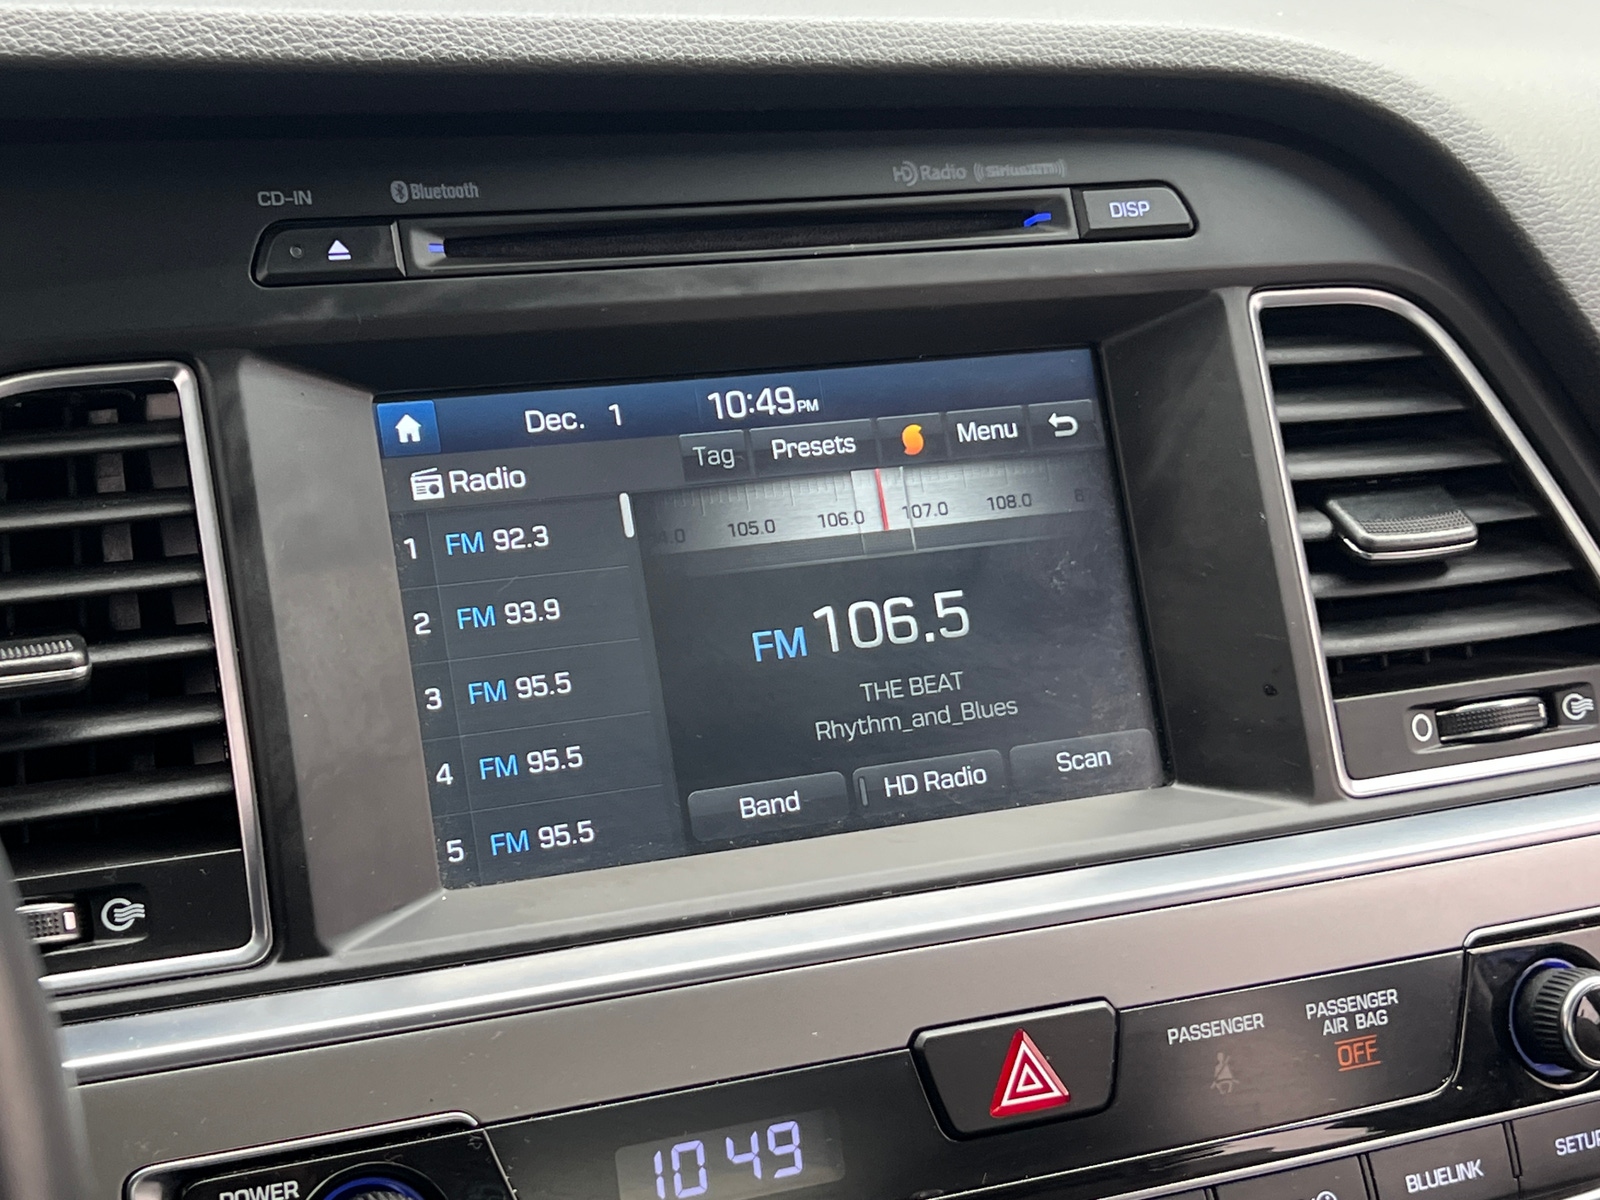 CD-IN
Bluetooth
HD Radio
((SiriusXM))
DISP
Dec. 1
10:49PM
Radio
Tag
Presets
Menu
105.0 106.0 107.0 108.0
1 FM 92.3
2 FM 93.9
3 FM 95.5
4 FM 95.5
5 FM 95.5
FM 106.5
THE BEAT
Rhythm_and_Blues
Band
HD Radio
Scan
PASSENGER
PASSENGER
AIR BAG
OFF
10 49
POWER
BLUELINK